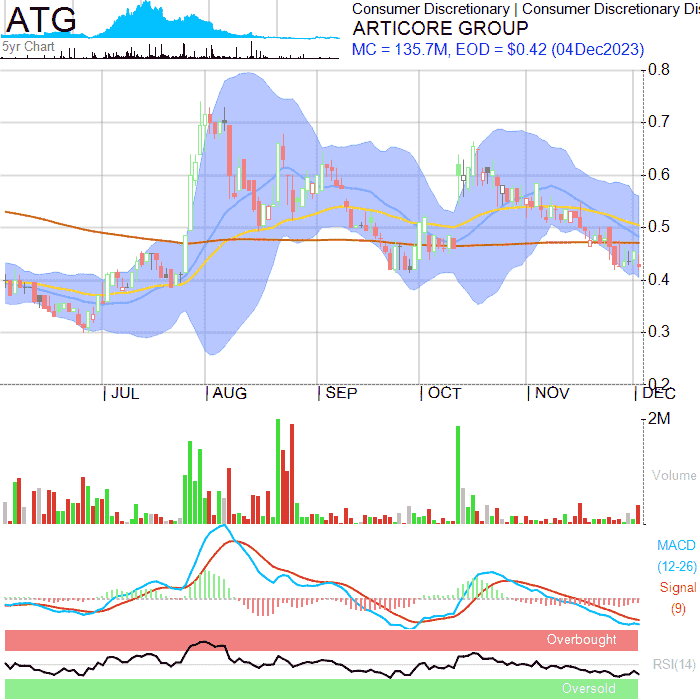 ATG
5yr Chart
Consumer Discretionary | Consumer Discretionary Dis
ARTICORE GROUP
MC = 135.7M, EOD = $0.42 (04Dec2023)
0.8
0.7
0.6
0.5
0.4
0.3
0.2
JUL AUG SEP OCT NOV DEC
2M
Volume
MACD
(12-26)
Signal
(9)
Overbought
RSI(14)
Oversold